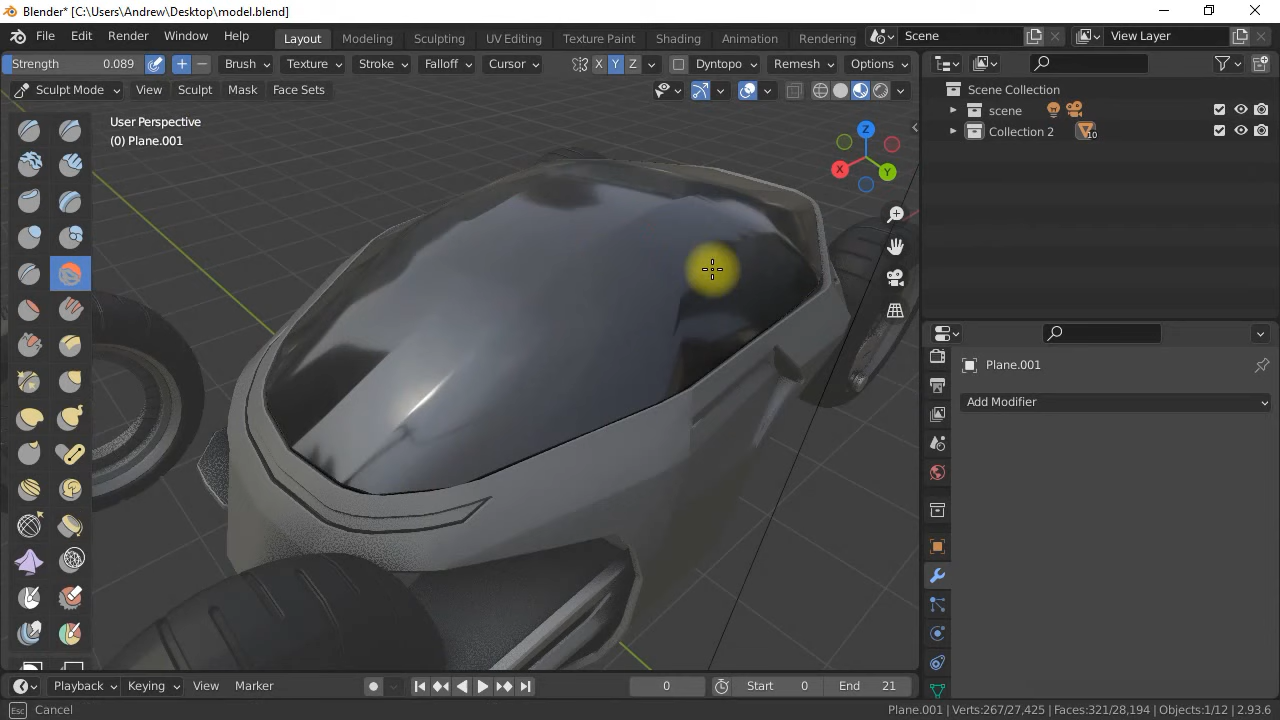 Blender* [C:\Users\Andrew\Desktop\model.blend]
File Edit Render Window Help Layout Modeling Sculpting UV Editing Texture Paint Shading Animation Rendering Scene View Layer
Strength 0.089 Brush Texture Stroke Falloff Cursor X Y Z Dyntopo Remesh Options
Sculpt Mode View Sculpt Mask Face Sets
Scene Collection
scene
Collection 2 10
User Perspective
(0) Plane.001
Z
X Y
Plane.001
Add Modifier
Playback Keying View Marker 0 Start 0 End 21
Esc Cancel Plane.001 | Verts:267/27,425 | Faces:321/28,194 | Objects:1/12 | 2.93.6